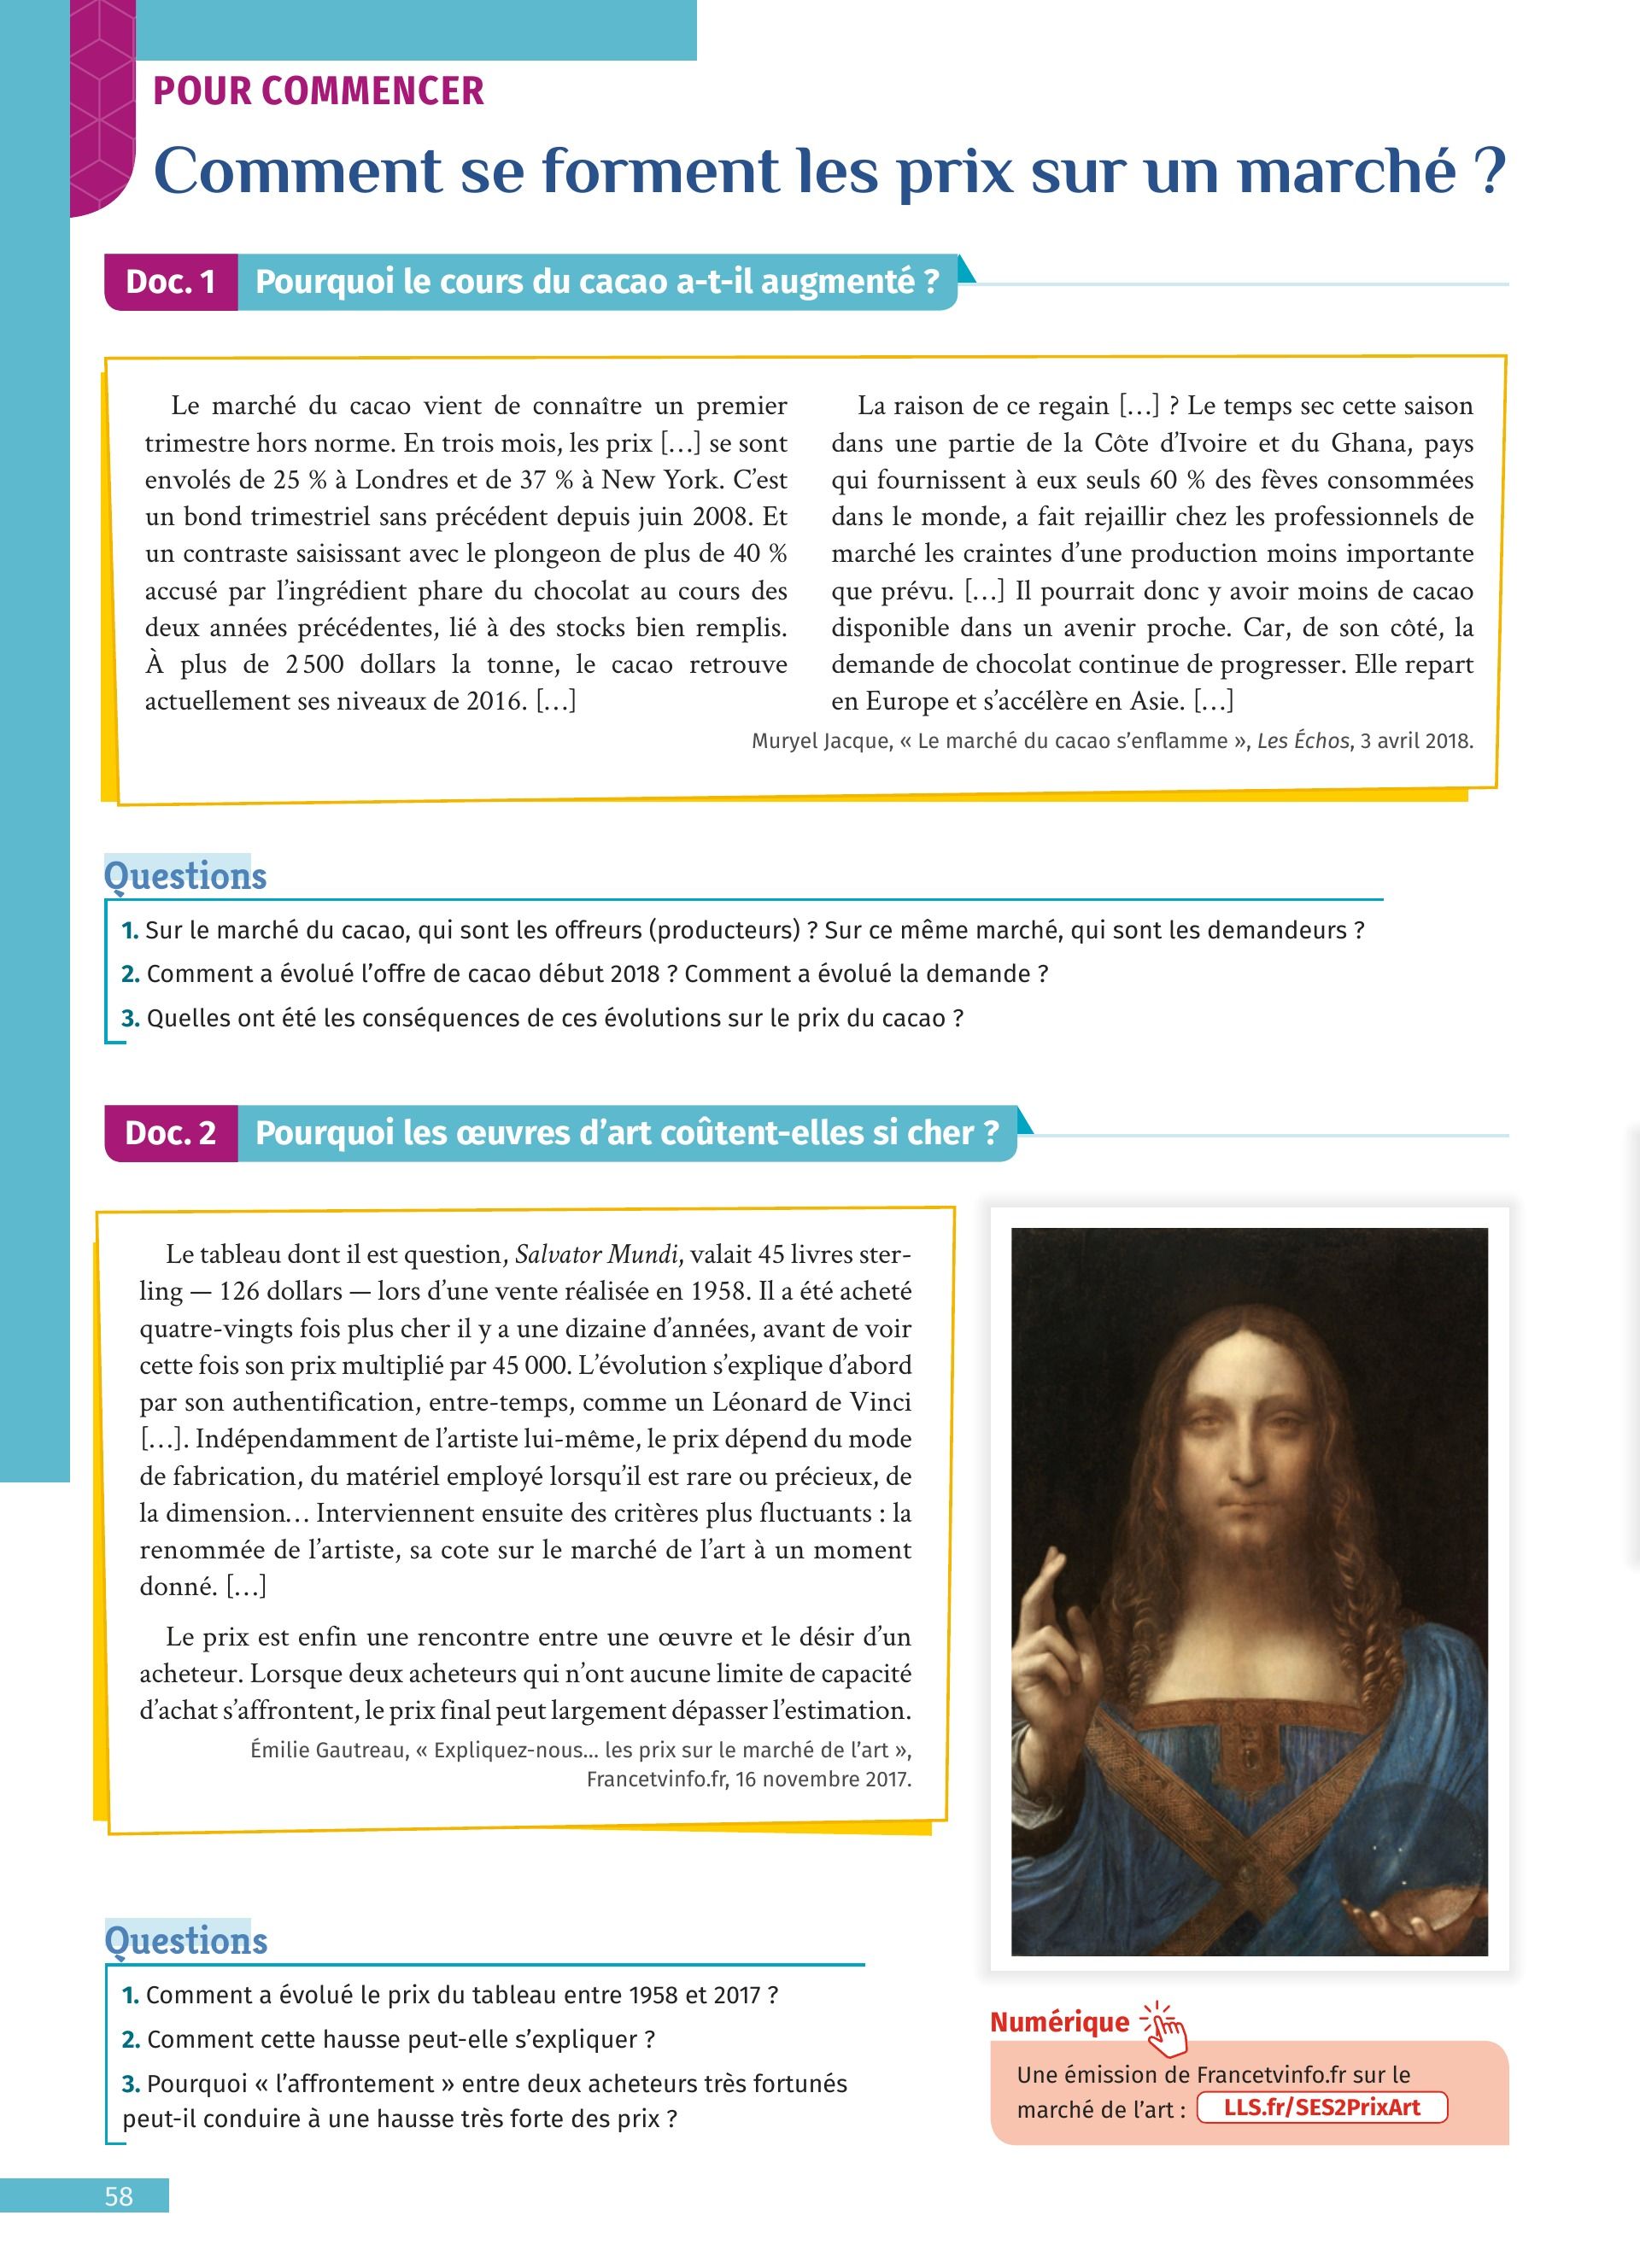 POUR COMMENCER
Comment se forment les prix sur un marché ?
Doc. 1 Pourquoi le cours du cacao a-t-il augmenté ?
Le marché du cacao vient de connaître un premier
trimestre hors norme. En trois mois, les prix […] se sont
envolés de 25 % à Londres et de 37 % à New York. C’est
un bond trimestriel sans précédent depuis juin 2008. Et
un contraste saisissant avec le plongeon de plus de 40 %
accusé par l’ingrédient phare du chocolat au cours des
deux années précédentes, lié à des stocks bien remplis.
À plus de 2 500 dollars la tonne, le cacao retrouve
actuellement ses niveaux de 2016. […]
La raison de ce regain […] ? Le temps sec cette saison
dans une partie de la Côte d’Ivoire et du Ghana, pays
qui fournissent à eux seuls 60 % des fèves consommées
dans le monde, a fait rejaillir chez les professionnels de
marché les craintes d’une production moins importante
que prévu. […] Il pourrait donc y avoir moins de cacao
disponible dans un avenir proche. Car, de son côté, la
demande de chocolat continue de progresser. Elle repart
en Europe et s’accélère en Asie. […]
Muryel Jacque, « Le marché du cacao s’enflamme », Les Échos, 3 avril 2018.
Questions
1. Sur le marché du cacao, qui sont les offreurs (producteurs) ? Sur ce même marché, qui sont les demandeurs ?
2. Comment a évolué l’offre de cacao début 2018 ? Comment a évolué la demande ?
3. Quelles ont été les conséquences de ces évolutions sur le prix du cacao ?
Doc. 2 Pourquoi les œuvres d’art coûtent-elles si cher ?
Le tableau dont il est question, Salvator Mundi, valait 45 livres ster-
ling — 126 dollars — lors d’une vente réalisée en 1958. Il a été acheté
quatre-vingts fois plus cher il y a une dizaine d’années, avant de voir
cette fois son prix multiplié par 45 000. L’évolution s’explique d’abord
par son authentification, entre-temps, comme un Léonard de Vinci
[…]. Indépendamment de l’artiste lui-même, le prix dépend du mode
de fabrication, du matériel employé lorsqu’il est rare ou précieux, de
la dimension… Interviennent ensuite des critères plus fluctuants : la
renommée de l’artiste, sa cote sur le marché de l’art à un moment
donné. […]
Le prix est enfin une rencontre entre une œuvre et le désir d’un
acheteur. Lorsque deux acheteurs qui n’ont aucune limite de capacité
d’achat s’affrontent, le prix final peut largement dépasser l’estimation.
Émilie Gautreau, « Expliquez-nous… les prix sur le marché de l’art »,
Francetvinfo.fr, 16 novembre 2017.
Questions
1. Comment a évolué le prix du tableau entre 1958 et 2017 ?
2. Comment cette hausse peut-elle s’expliquer ?
3. Pourquoi « l’affrontement » entre deux acheteurs très fortunés
peut-il conduire à une hausse très forte des prix ?
Numérique
Une émission de Francetvinfo.fr sur le
marché de l’art : LLS.fr/SES2PrixArt
58